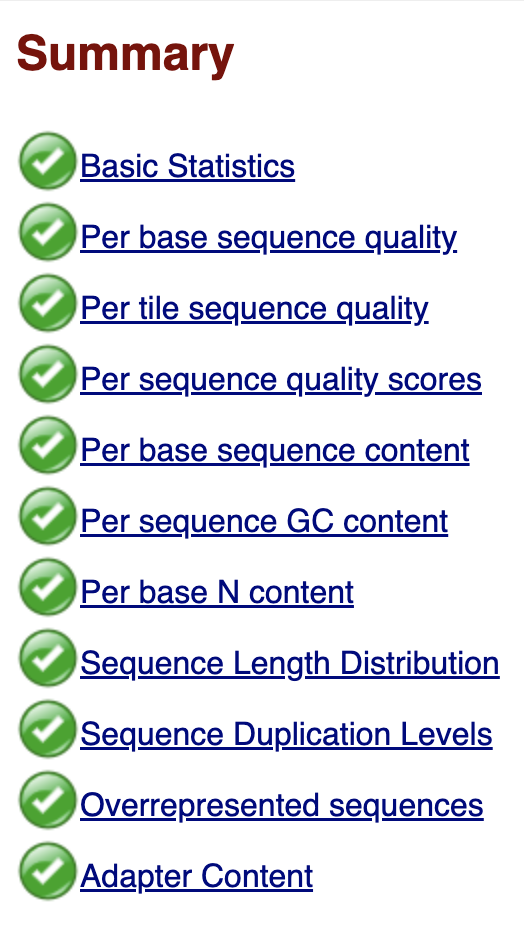 Summary
Basic Statistics
Per base sequence quality
Per tile sequence quality
Per sequence quality scores
Per base sequence content
Per sequence GC content
Per base N content
Sequence Length Distribution
Sequence Duplication Levels
Overrepresented sequences
Adapter Content